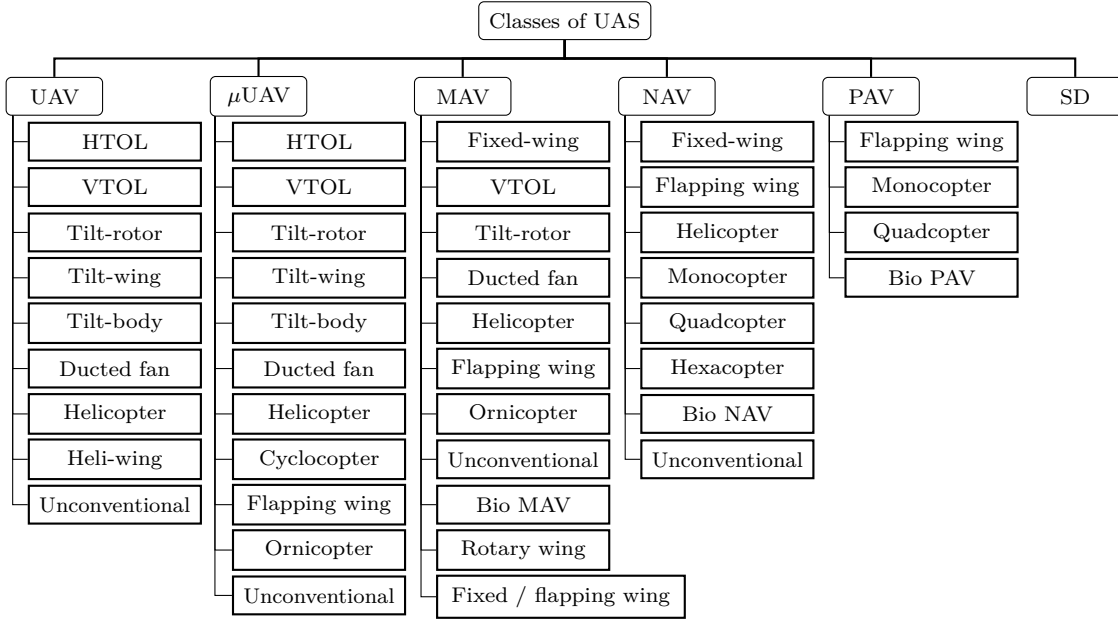 Classes of UAS
UAV
HTOL
VTOL
Tilt-rotor
Tilt-wing
Tilt-body
Ducted fan
Helicopter
Heli-wing
Unconventional
μUAV
HTOL
VTOL
Tilt-rotor
Tilt-wing
Tilt-body
Ducted fan
Helicopter
Cyclocopter
Flapping wing
Ornicopter
Unconventional
MAV
Fixed-wing
VTOL
Tilt-rotor
Ducted fan
Helicopter
Flapping wing
Ornicopter
Unconventional
Bio MAV
Rotary wing
Fixed / flapping wing
NAV
Fixed-wing
Flapping wing
Helicopter
Monocopter
Quadcopter
Hexacopter
Bio NAV
Unconventional
PAV
Flapping wing
Monocopter
Quadcopter
Bio PAV
SD